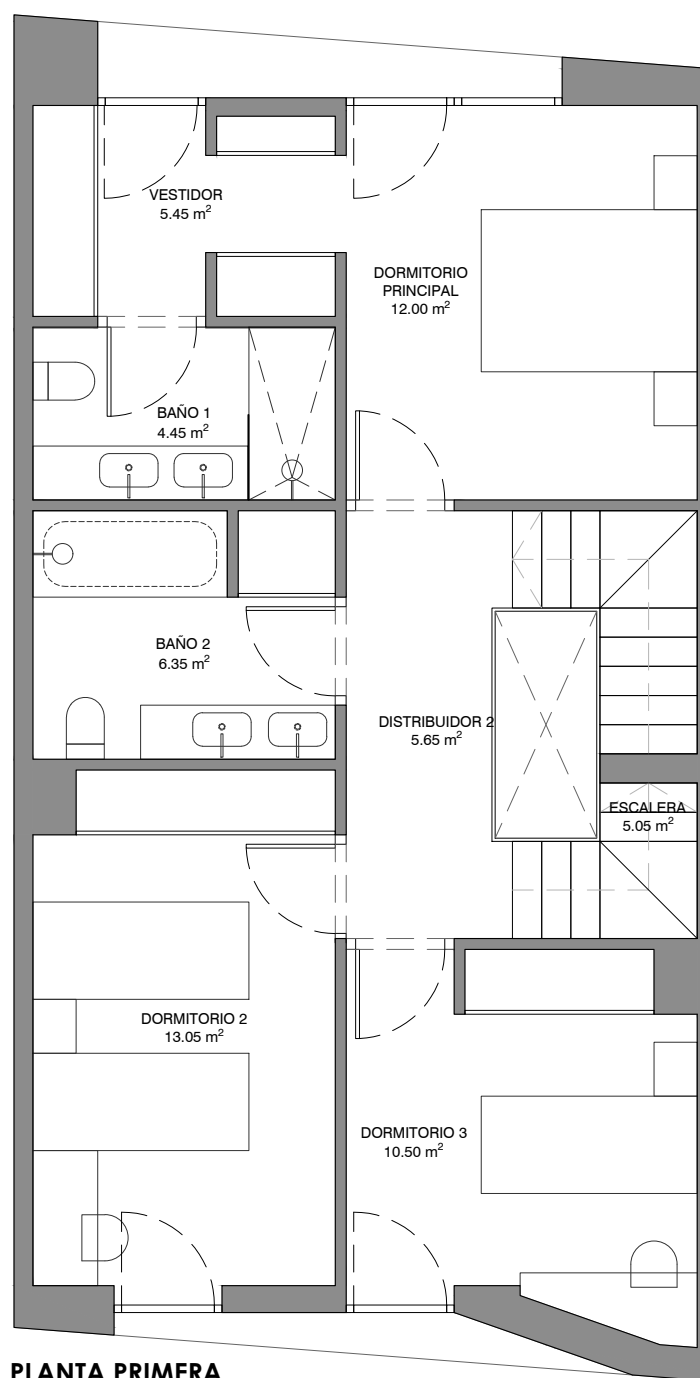 VESTIDOR
5.45 m²
DORMITORIO
PRINCIPAL
12.00 m²
BAÑO 1
4.45 m²
BAÑO 2
6.35 m²
DISTRIBUIDOR 2
5.65 m²
ESCALERA
5.05 m²
DORMITORIO 2
13.05 m²
DORMITORIO 3
10.50 m²
PLANTA PRIMERA